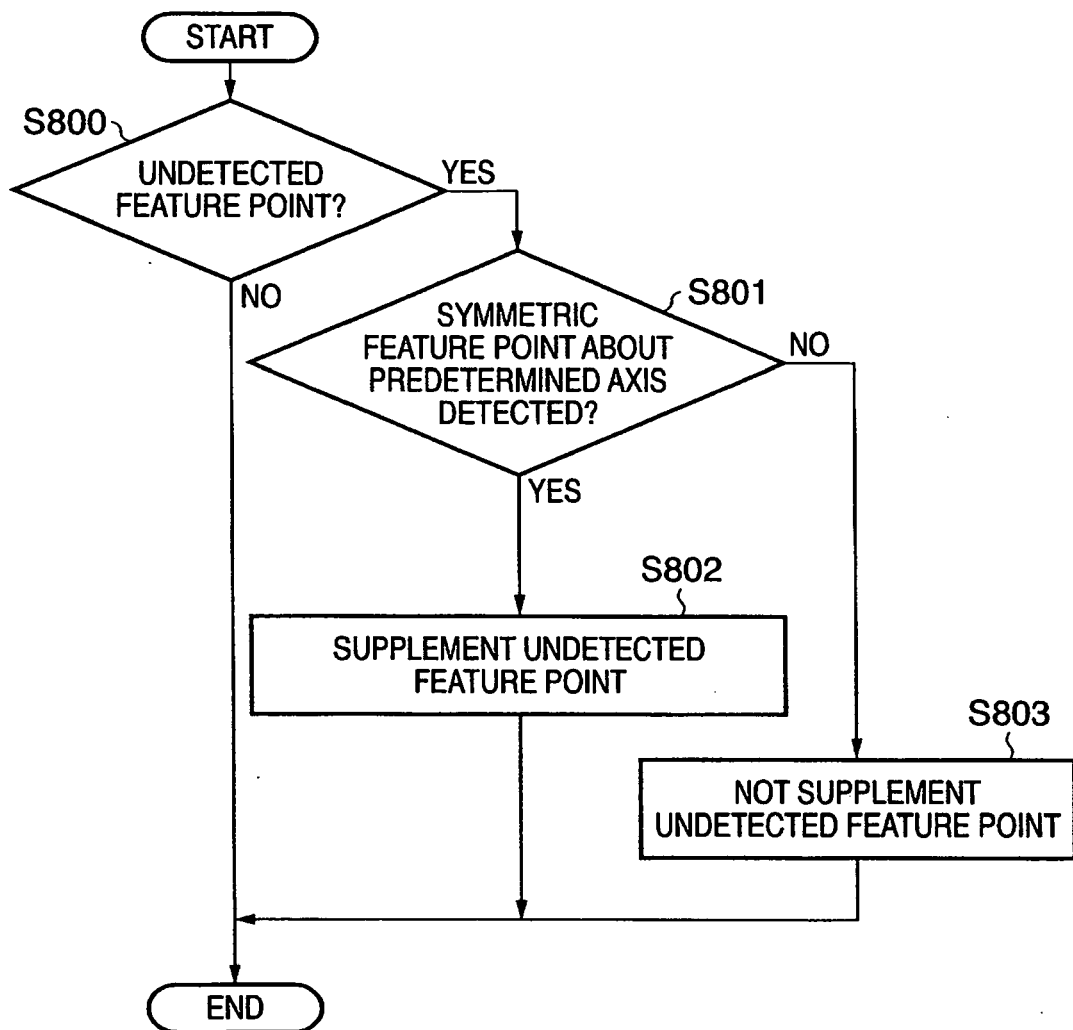 START
S800
UNDETECTED
FEATURE POINT?
YES
NO
S801
SYMMETRIC
FEATURE POINT ABOUT
PREDETERMINED AXIS
DETECTED?
NO
YES
S802
SUPPLEMENT UNDETECTED
FEATURE POINT
S803
NOT SUPPLEMENT
UNDETECTED FEATURE POINT
END